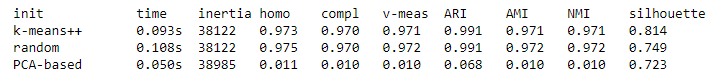 init time inertia homo compl v-meas ARI AMI NMI silhouette
k-means++ 0.093s 38122 0.973 0.970 0.971 0.991 0.971 0.971 0.814
random 0.108s 38122 0.975 0.970 0.972 0.991 0.972 0.972 0.749
PCA-based 0.050s 38985 0.011 0.010 0.010 0.068 0.010 0.010 0.723